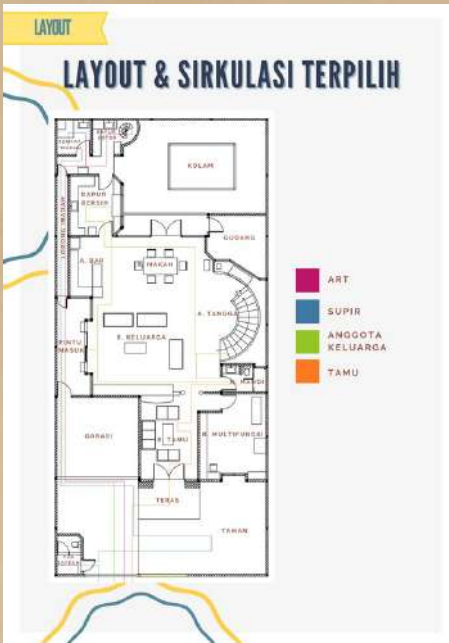 LAYOUT
LAYOUT & SIRKULASI TERPILIH
KOLAM
DAPUR
BERSIH
GUDANG
LORONG
A. BAR
R. MAKAN
A. TANGGA
R. KELUARGA
PINTU
MASUK
K. MANDI
GARASI
R. TAMU
R. MULTIFUNGSI
TERAS
TAMAN
ART
SUPIR
ANGGOTA
KELUARGA
TAMU